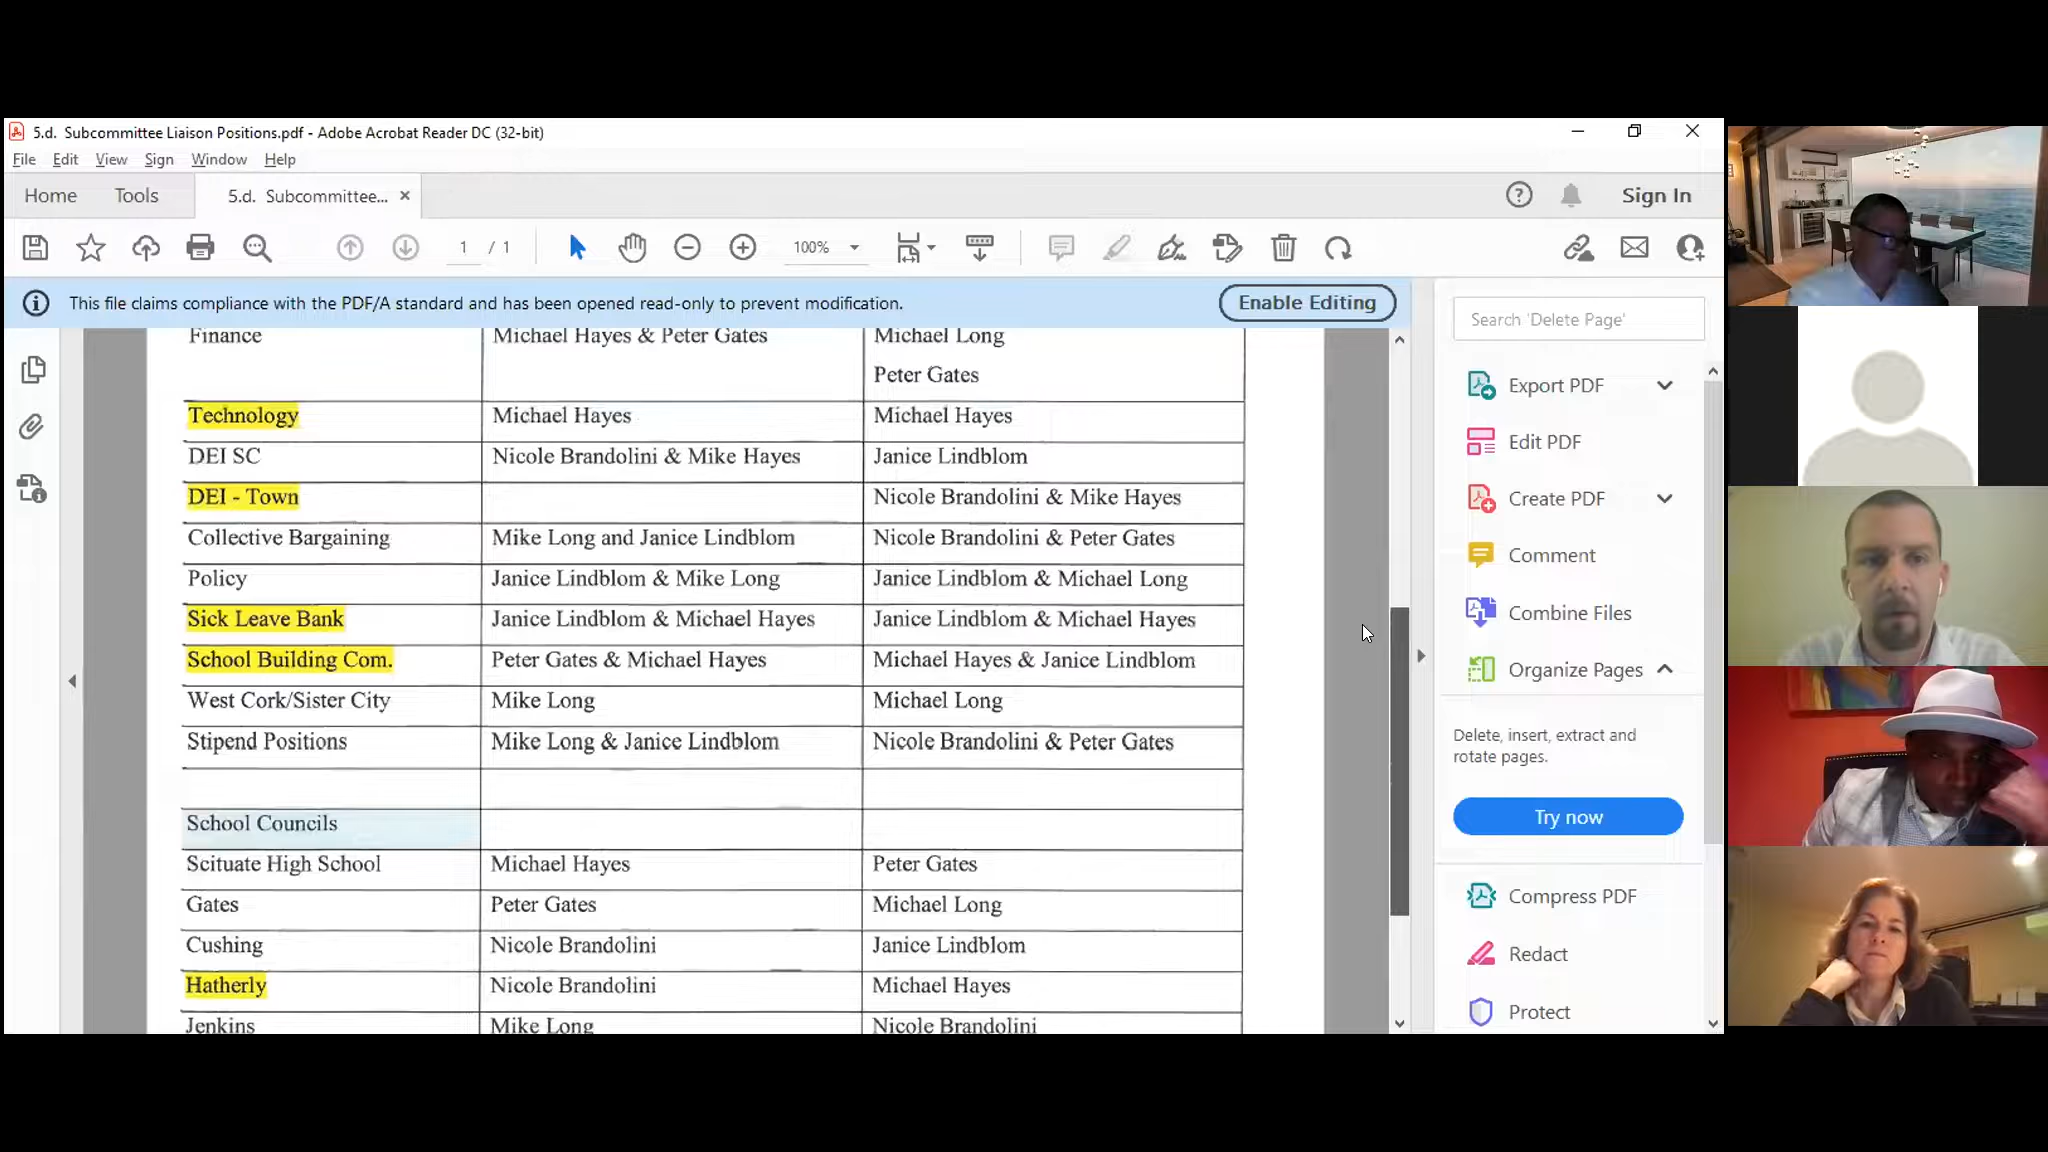 5.d. Subcommittee Liaison Positions.pdf - Adobe Acrobat Reader DC (32-bit)
File Edit View Sign Window Help
Home Tools 5.d. Subcommittee... × Sign In
1 / 1 100%
This file claims compliance with the PDF/A standard and has been opened read-only to prevent modification. Enable Editing
Finance Michael Hayes & Peter Gates Michael Long
Peter Gates
Technology Michael Hayes Michael Hayes
DEI SC Nicole Brandolini & Mike Hayes Janice Lindblom
DEI - Town Nicole Brandolini & Mike Hayes
Collective Bargaining Mike Long and Janice Lindblom Nicole Brandolini & Peter Gates
Policy Janice Lindblom & Mike Long Janice Lindblom & Michael Long
Sick Leave Bank Janice Lindblom & Michael Hayes Janice Lindblom & Michael Hayes
School Building Com. Peter Gates & Michael Hayes Michael Hayes & Janice Lindblom
West Cork/Sister City Mike Long Michael Long
Stipend Positions Mike Long & Janice Lindblom Nicole Brandolini & Peter Gates
School Councils
Scituate High School Michael Hayes Peter Gates
Gates Peter Gates Michael Long
Cushing Nicole Brandolini Janice Lindblom
Hatherly Nicole Brandolini Michael Hayes
Jenkins Mike Long Nicole Brandolini
Search 'Delete Page'
Export PDF
Edit PDF
Create PDF
Comment
Combine Files
Organize Pages
Delete, insert, extract and
rotate pages.
Try now
Compress PDF
Redact
Protect